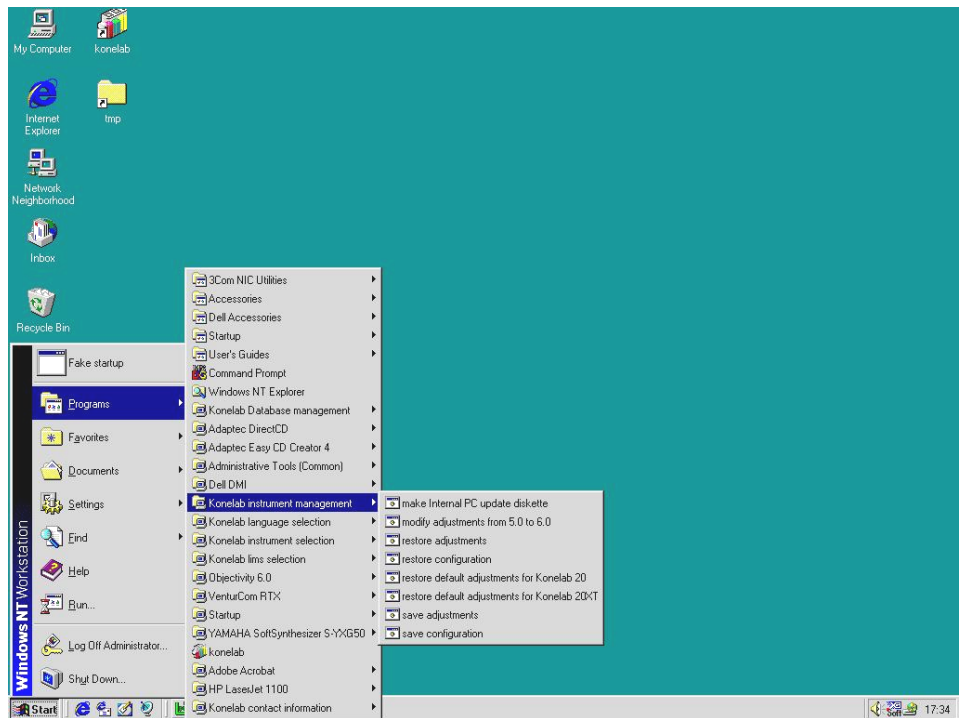 My Computer
konelab
Internet
Explorer
tmp
Network
Neighborhood
Inbox
Recycle Bin
Fake startup
Programs
Favorites
Documents
Settings
Find
Help
Run...
Log Off Administrator...
Shut Down...
Windows NT Workstation
3Com NIC Utilities
Accessories
Dell Accessories
Startup
User's Guides
Command Prompt
Windows NT Explorer
Konelab Database management
Adaptec DirectCD
Adaptec Easy CD Creator 4
Administrative Tools (Common)
Dell DMI
Konelab instrument management
Konelab language selection
Konelab instrument selection
Konelab lims selection
Objectivity 6.0
VenturCom RTX
Startup
YAMAHA SoftSynthesizer S-YXG50
konelab
Adobe Acrobat
HP LaserJet 1100
Konelab contact information
make Internal PC update diskette
modify adjustments from 5.0 to 6.0
restore adjustments
restore configuration
restore default adjustments for Konelab 20
restore default adjustments for Konelab 20XT
save adjustments
save configuration
Start
Soft
17:34